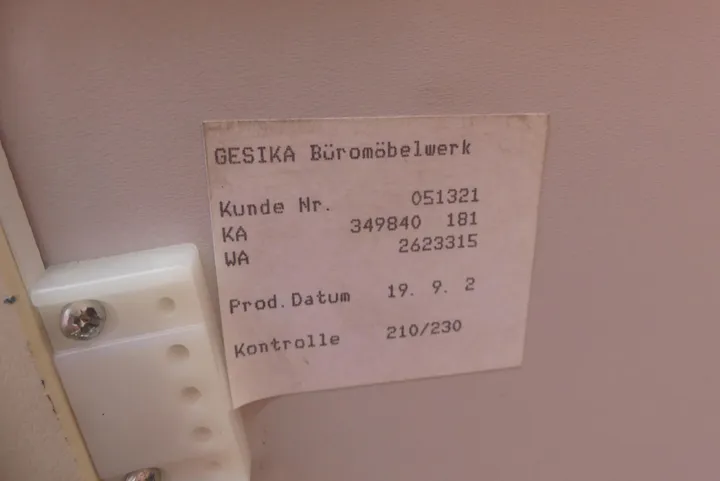 GESIKA Büromöbelwerk
Kunde Nr. 051321
KA 349840 181
WA 2623315
Prod.Datum 19. 9. 2
Kontrolle 210/230